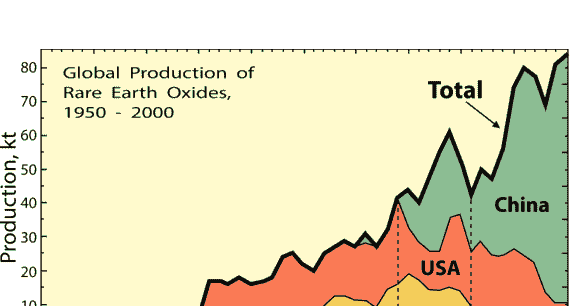 Global Production of
Rare Earth Oxides,
1950 - 2000
Total
China
USA
Production, kt
80
70
60
50
40
30
20
10